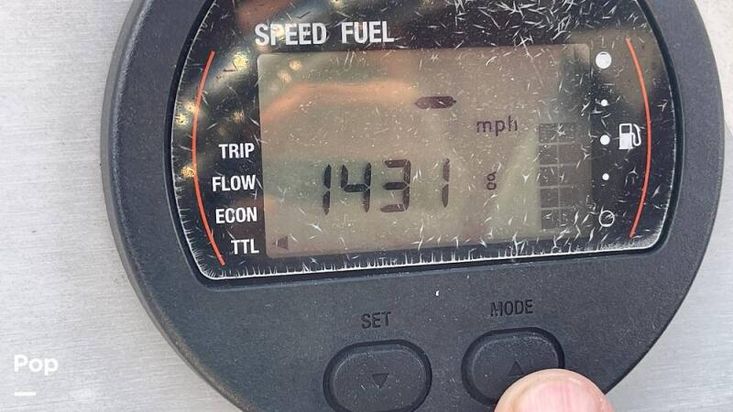 SPEED FUEL
mph
TRIP
FLOW
1431
ECON
TTL
SET
MODE
Pop